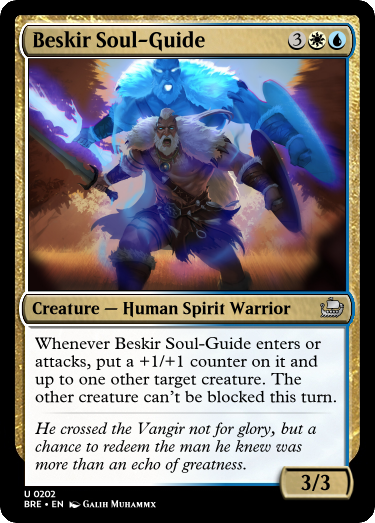 Beskir Soul-Guide 3
Creature — Human Spirit Warrior
Whenever Beskir Soul-Guide enters or
attacks, put a +1/+1 counter on it and
up to one other target creature. The
other creature can't be blocked this turn.
He crossed the Vangir not for glory, but a
chance to redeem the man he knew was
more than an echo of greatness.
3/3
U 0202
BRE • EN Galih Muhammx